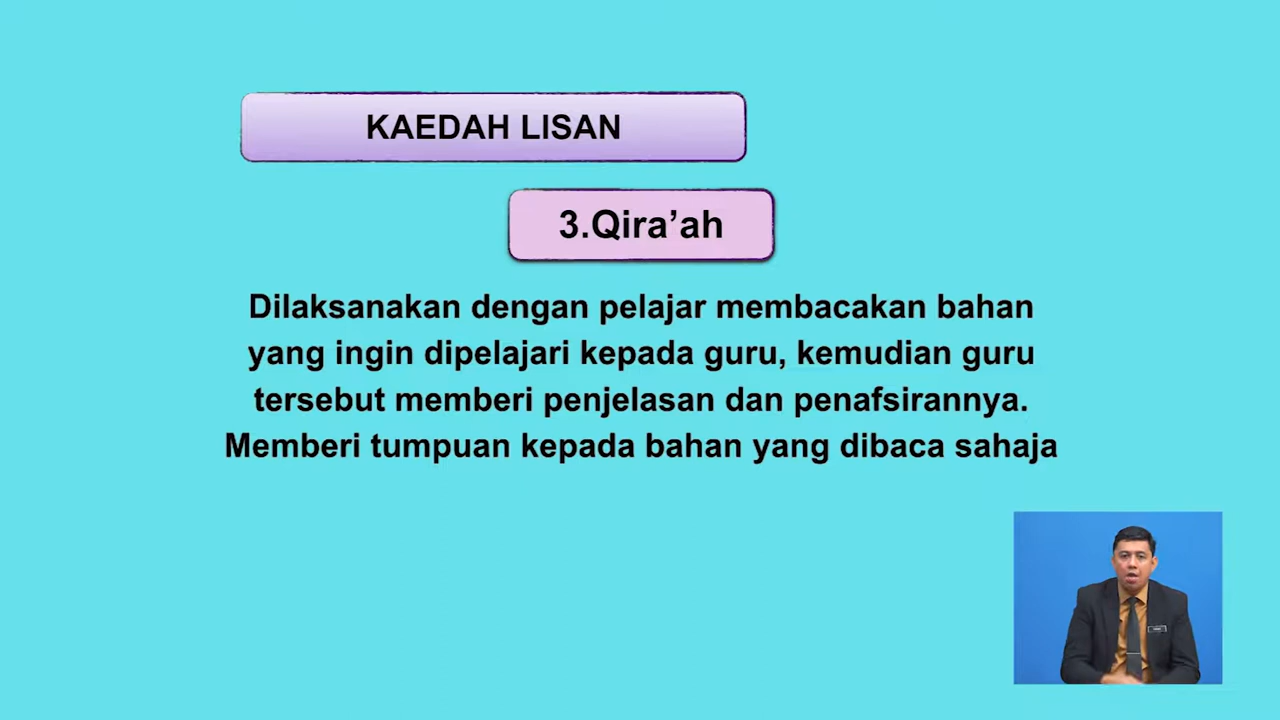 KAEDAH LISAN
3.Qira’ah
Dilaksanakan dengan pelajar membacakan bahan
yang ingin dipelajari kepada guru, kemudian guru
tersebut memberi penjelasan dan penafsirannya.
Memberi tumpuan kepada bahan yang dibaca sahaja